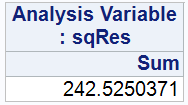 Analysis Variable
: sqRes
Sum
242.5250371